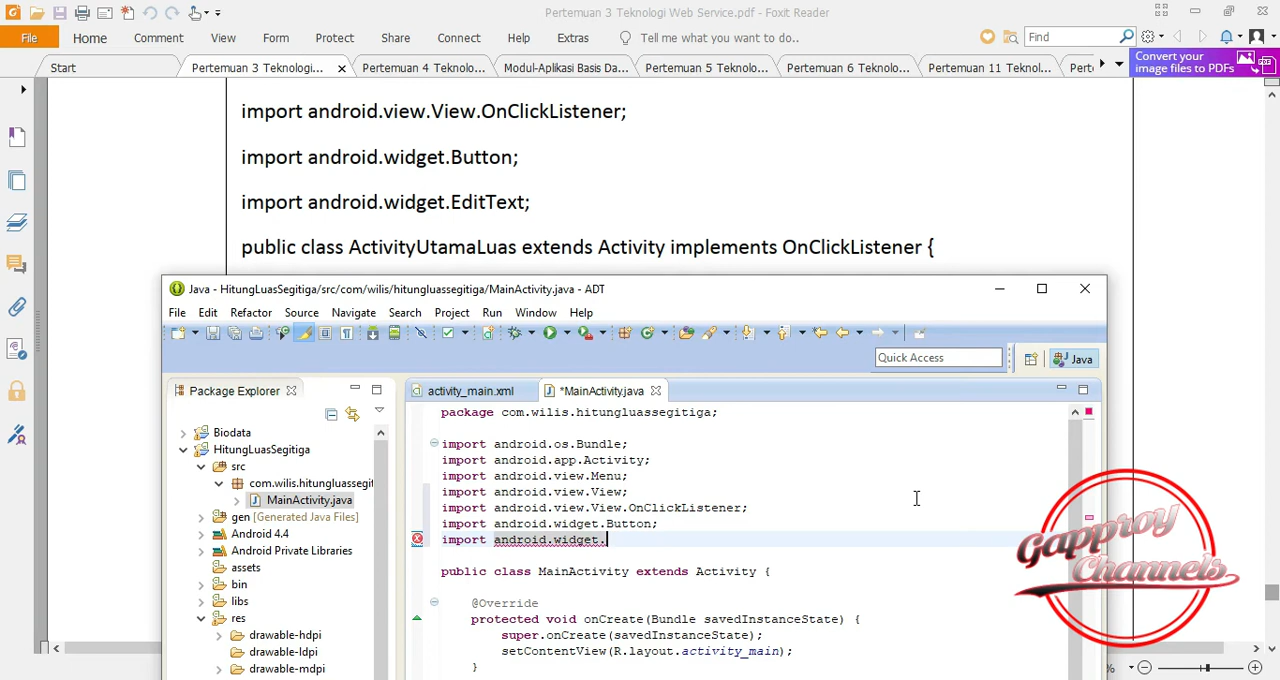 Pertemuan 3 Teknologi Web Service.pdf - Foxit Reader
File Home Comment View Form Protect Share Connect Help Extras Tell me what you want to do.. Find
Start Pertemuan 3 Teknologi... Pertemuan 4 Teknolo... Modul-Aplikasi Basis Da... Pertemuan 5 Teknolo... Pertemuan 6 Teknolo... Pertemuan 11 Teknol...
Convert your
image files to PDFs
import android.view.View.OnClickListener;
import android.widget.Button;
import android.widget.EditText;
public class ActivityUtamaLuas extends Activity implements OnClickListener {
Java - HitungLuasSegitiga/src/com/wilis/hitungluassegitiga/MainActivity.java - ADT
File Edit Refactor Source Navigate Search Project Run Window Help
Quick Access Java
Package Explorer
Biodata
HitungLuasSegitiga
src
com.wilis.hitungluassegit
MainActivity.java
gen [Generated Java Files]
Android 4.4
Android Private Libraries
assets
bin
libs
res
drawable-hdpi
drawable-ldpi
drawable-mdpi
activity_main.xml *MainActivity.java
package com.wilis.hitungluassegitiga;
import android.os.Bundle;
import android.app.Activity;
import android.view.Menu;
import android.view.View;
import android.view.View.OnClickListener;
import android.widget.Button;
import android.widget.
public class MainActivity extends Activity {
@Override
protected void onCreate(Bundle savedInstanceState) {
super.onCreate(savedInstanceState);
setContentView(R.layout.activity_main);
}
Gapproy
Channels